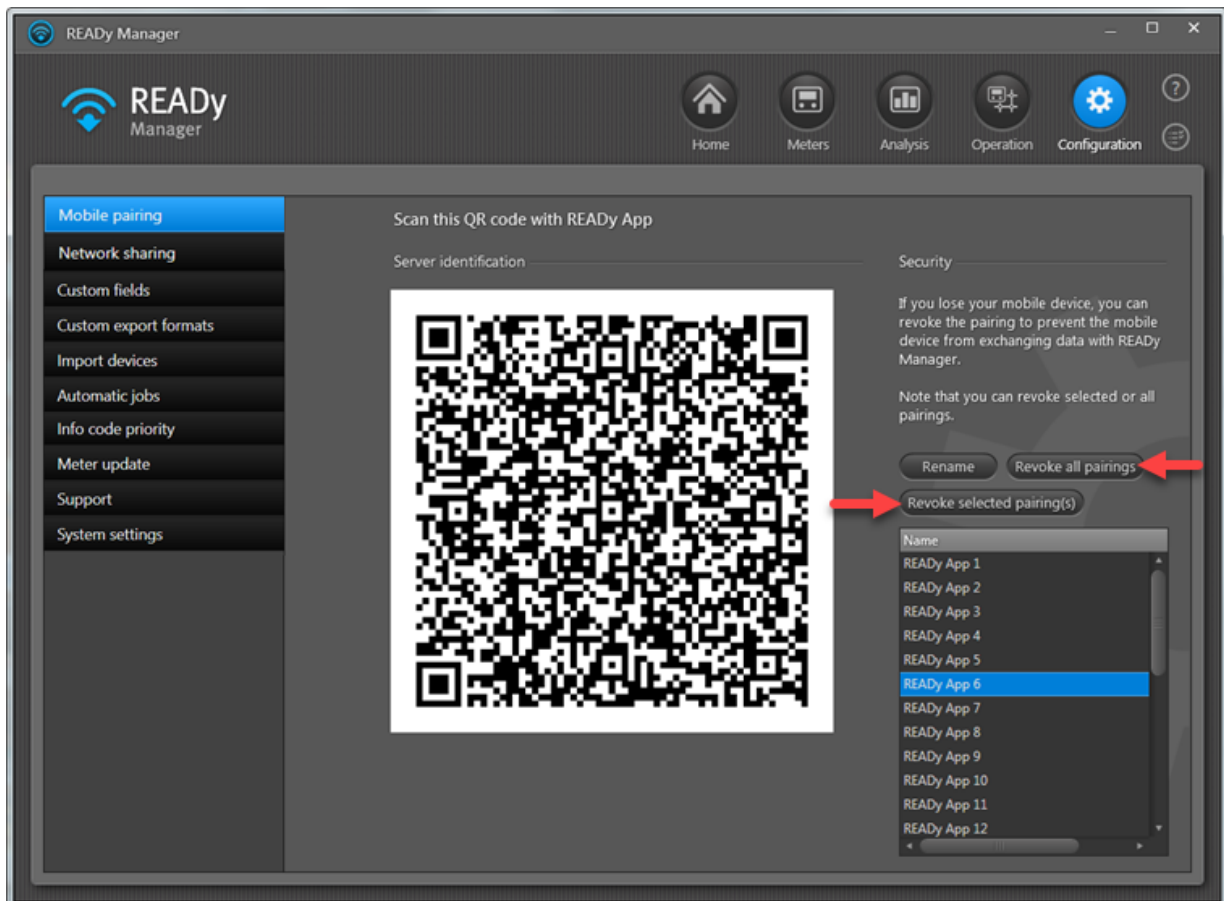 READy Manager
READy
Manager
Home
Meters
Analysis
Operation
Configuration
?
Mobile pairing
Network sharing
Custom fields
Custom export formats
Import devices
Automatic jobs
Info code priority
Meter update
Support
System settings
Scan this QR code with READy App
Server identification
Security
If you lose your mobile device, you can
revoke the pairing to prevent the mobile
device from exchanging data with READy
Manager.
Note that you can revoke selected or all
pairings.
Rename
Revoke all pairings
Revoke selected pairing(s)
Name
READy App 1
READy App 2
READy App 3
READy App 4
READy App 5
READy App 6
READy App 7
READy App 8
READy App 9
READy App 10
READy App 11
READy App 12